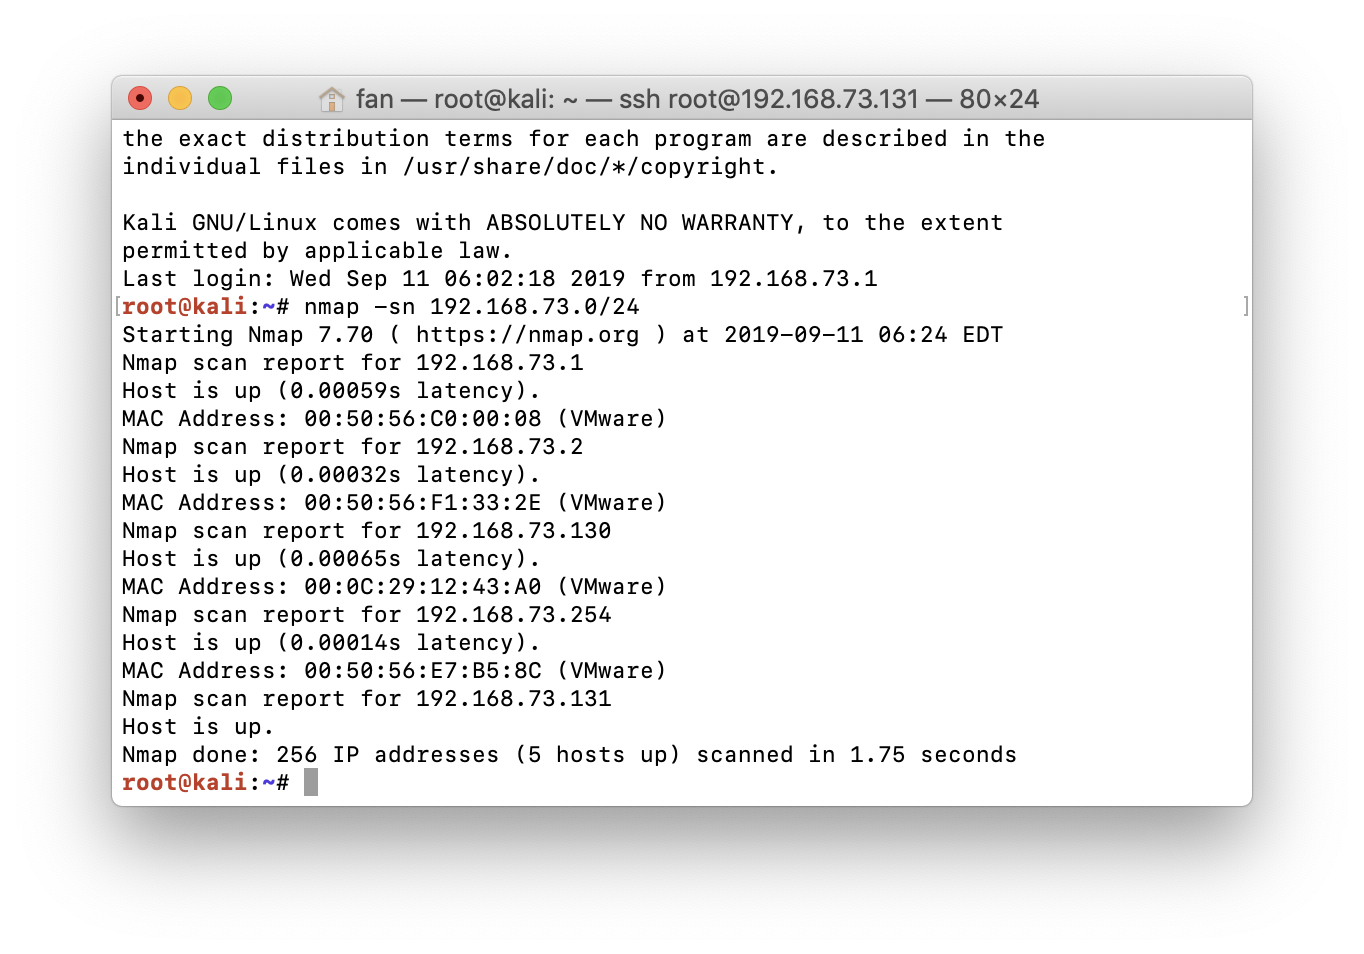 fan — root@kali: ~ — ssh root@192.168.73.131 — 80×24
the exact distribution terms for each program are described in the
individual files in /usr/share/doc/*/copyright.

Kali GNU/Linux comes with ABSOLUTELY NO WARRANTY, to the extent
permitted by applicable law.
Last login: Wed Sep 11 06:02:18 2019 from 192.168.73.1
[root@kali:~# nmap -sn 192.168.73.0/24 ]
Starting Nmap 7.70 ( https://nmap.org ) at 2019-09-11 06:24 EDT
Nmap scan report for 192.168.73.1
Host is up (0.00059s latency).
MAC Address: 00:50:56:C0:00:08 (VMware)
Nmap scan report for 192.168.73.2
Host is up (0.00032s latency).
MAC Address: 00:50:56:F1:33:2E (VMware)
Nmap scan report for 192.168.73.130
Host is up (0.00065s latency).
MAC Address: 00:0C:29:12:43:A0 (VMware)
Nmap scan report for 192.168.73.254
Host is up (0.00014s latency).
MAC Address: 00:50:56:E7:B5:8C (VMware)
Nmap scan report for 192.168.73.131
Host is up.
Nmap done: 256 IP addresses (5 hosts up) scanned in 1.75 seconds
root@kali:~#